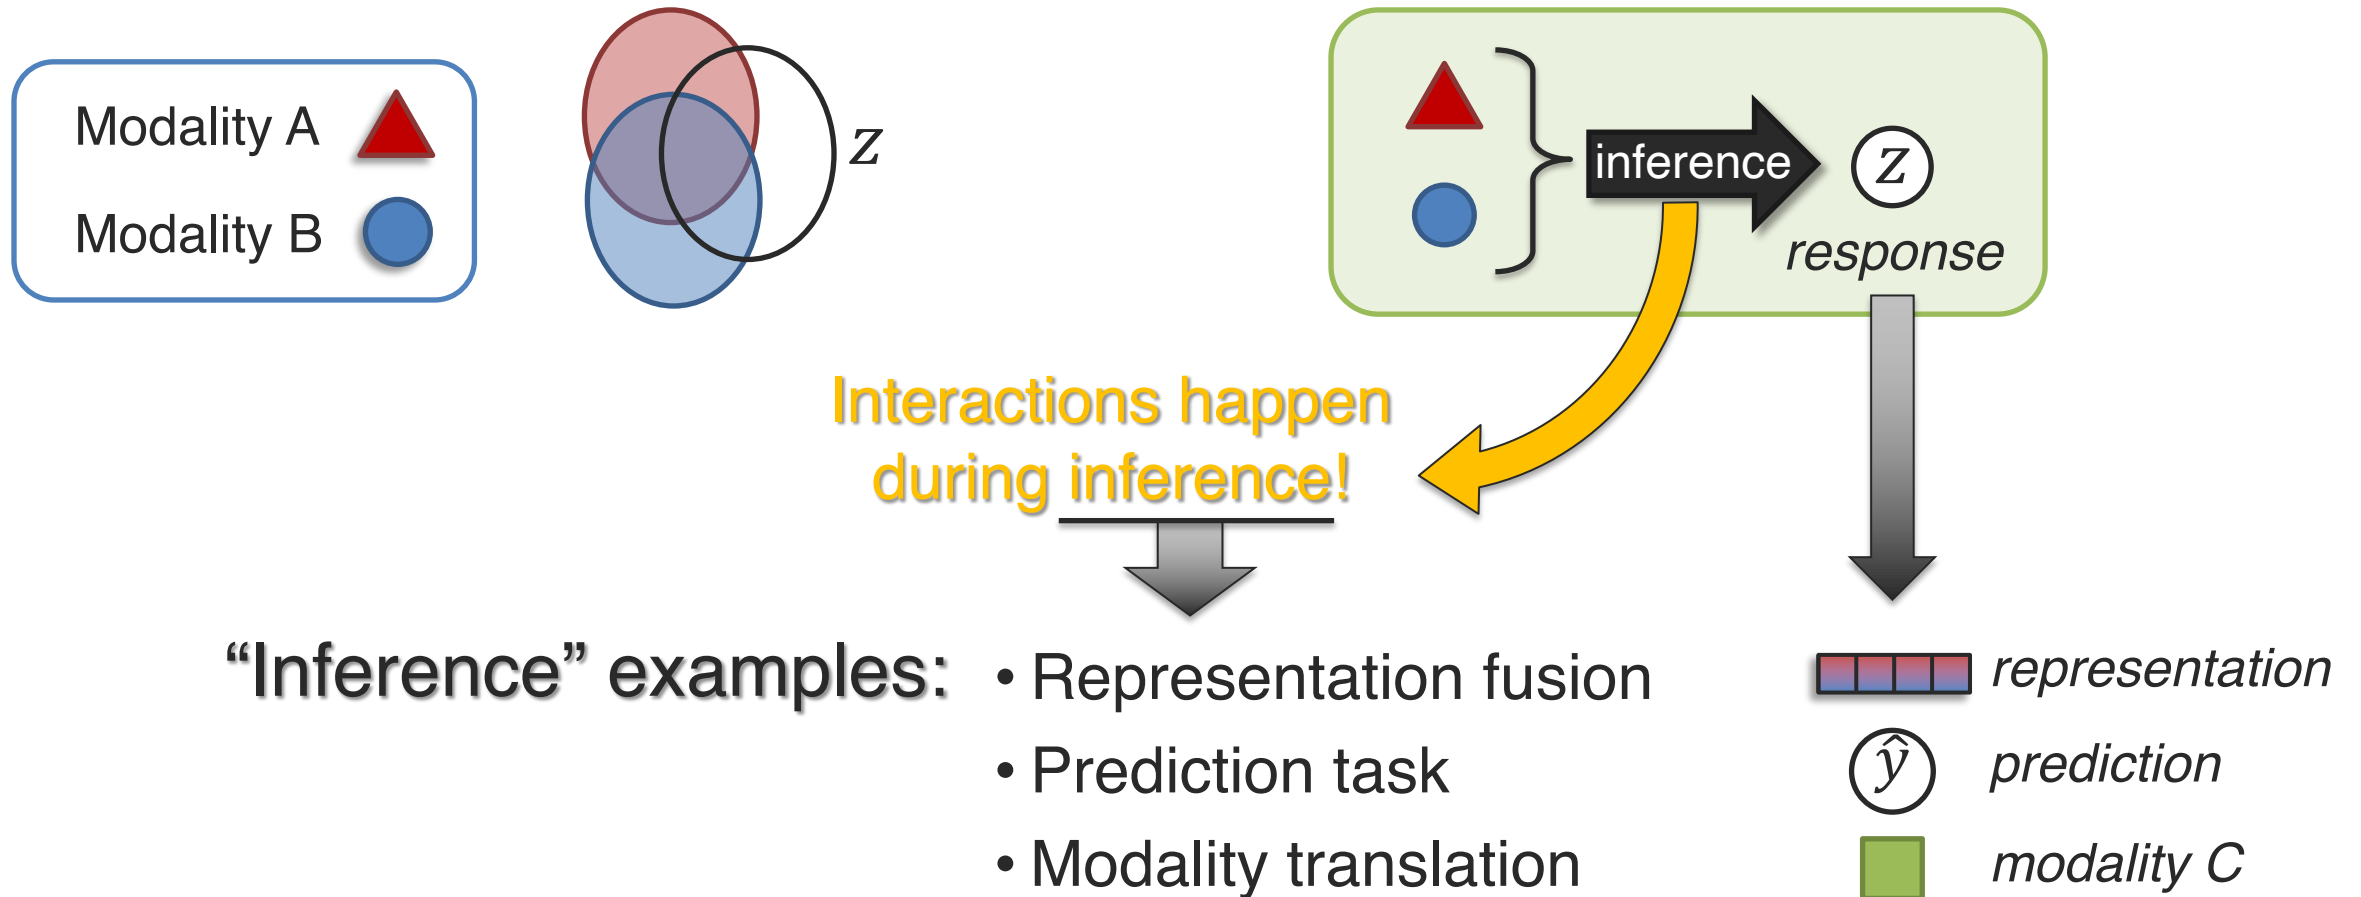 Modality A
Modality B
z
inference
z
response
Interactions happen
during inference!
“Inference” examples:
• Representation fusion
• Prediction task
• Modality translation
representation
ŷ
prediction
modality C